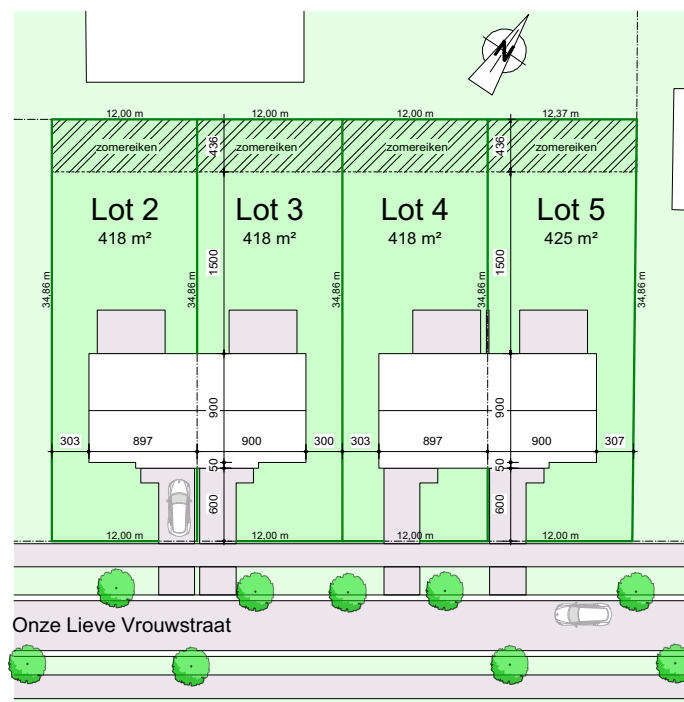 N
12,00 m 12,00 m 12,00 m 12,37 m
zomereiken zomereiken zomereiken zomereiken
436 436
Lot 2 Lot 3 Lot 4 Lot 5
418 m² 418 m² 418 m² 425 m²
1500 1500
34,86 m 34,86 m 34,86 m 34,86 m 34,86 m
900 900
303 897 900 300 303 897 900 307
50 50
600 600
12,00 m 12,00 m 12,00 m 12,00 m
Onze Lieve Vrouwstraat